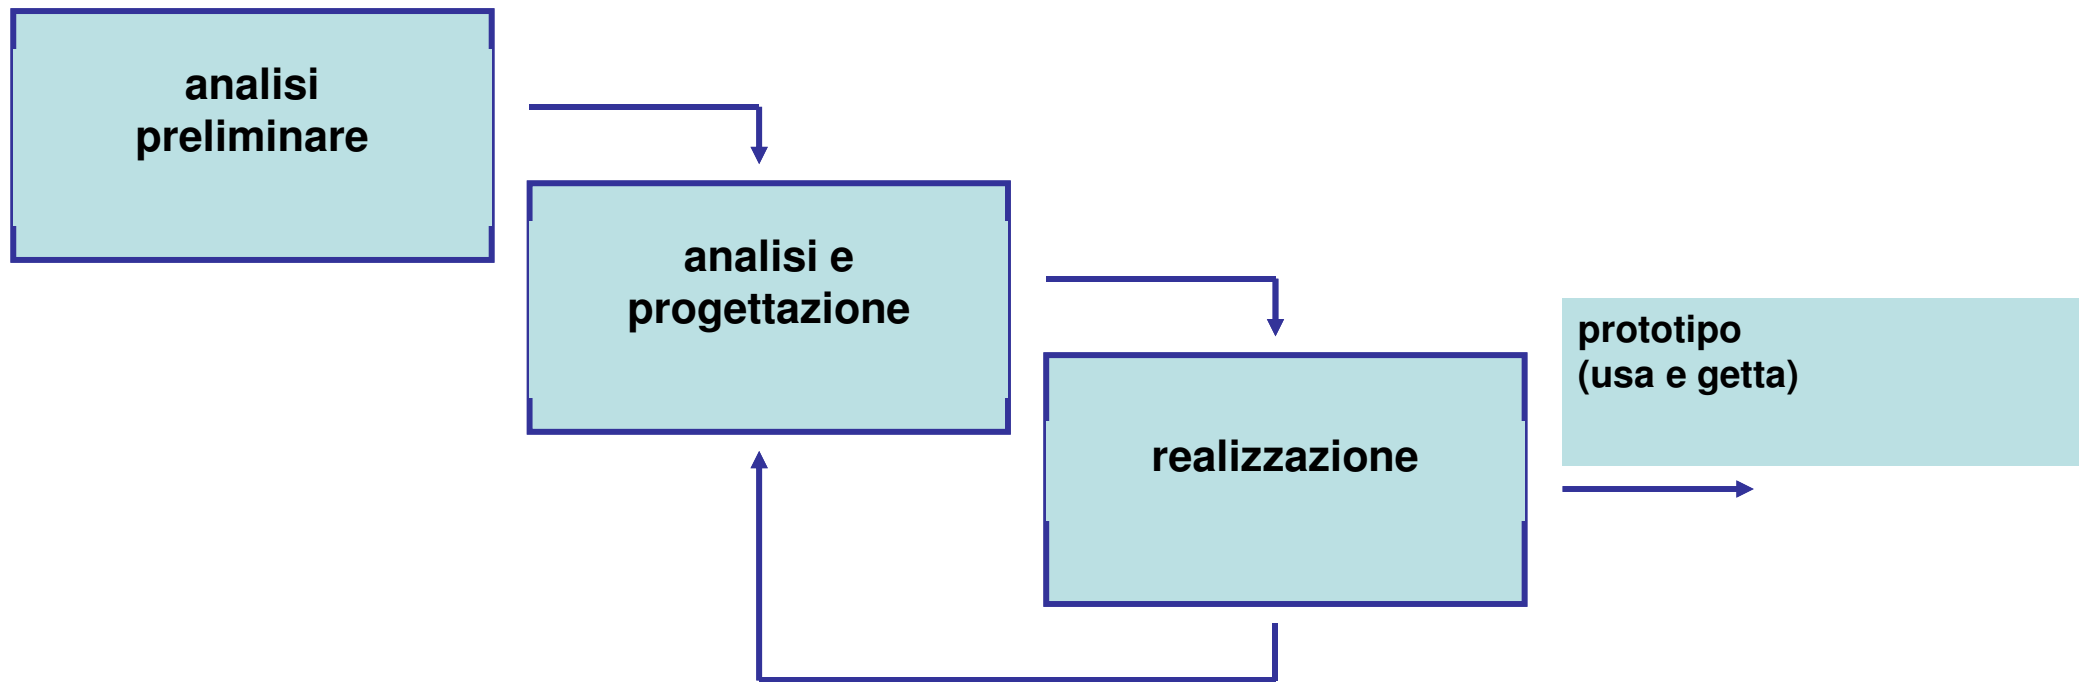 analisi
preliminare
analisi e
progettazione
realizzazione
prototipo
(usa e getta)